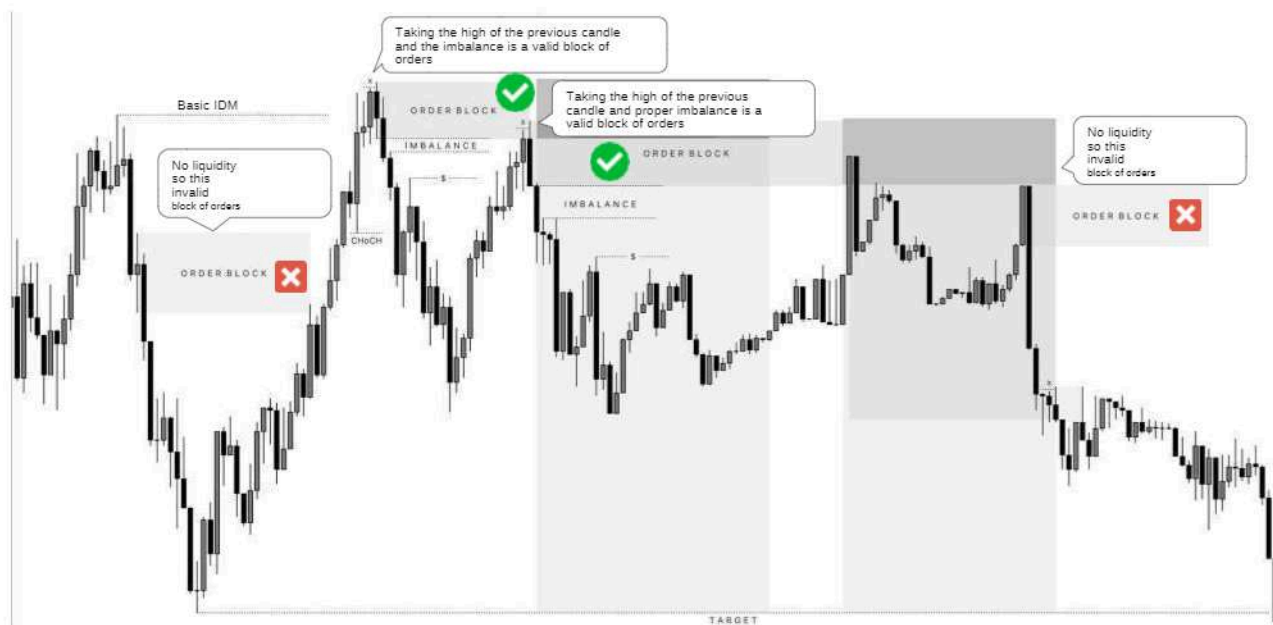 Taking the high of the previous candle
and the imbalance is a valid block of
orders
Basic IDM
ORDER BLOCK
Taking the high of the previous
candle and proper imbalance is a
valid block of orders
No liquidity
so this
invalid
block of orders
IMBALANCE
ORDER BLOCK
No liquidity
so this
invalid
block of orders
$
IMBALANCE
ORDER BLOCK
CHoCH
ORDER BLOCK
$
x
x
x
TARGET